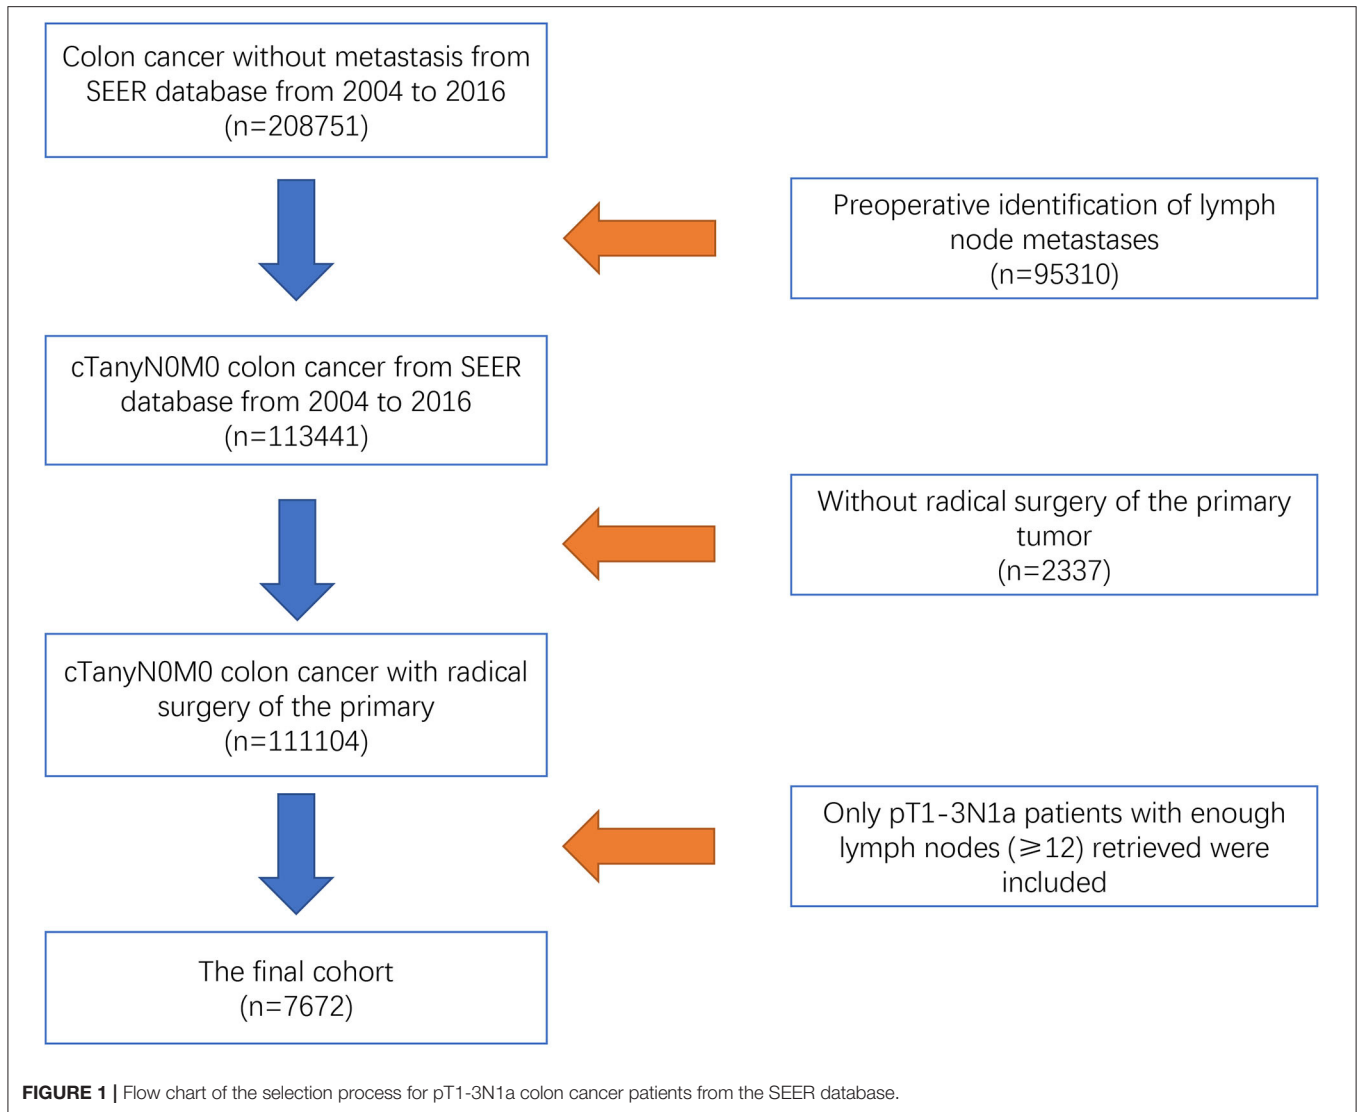 Colon cancer without metastasis from
SEER database from 2004 to 2016
(n=208751)
Preoperative identification of lymph
node metastases
(n=95310)
cTanyN0M0 colon cancer from SEER
database from 2004 to 2016
(n=113441)
Without radical surgery of the primary
tumor
(n=2337)
cTanyN0M0 colon cancer with radical
surgery of the primary
(n=111104)
Only pT1-3N1a patients with enough
lymph nodes (⩾12) retrieved were
included
The final cohort
(n=7672)
FIGURE 1 | Flow chart of the selection process for pT1-3N1a colon cancer patients from the SEER database.